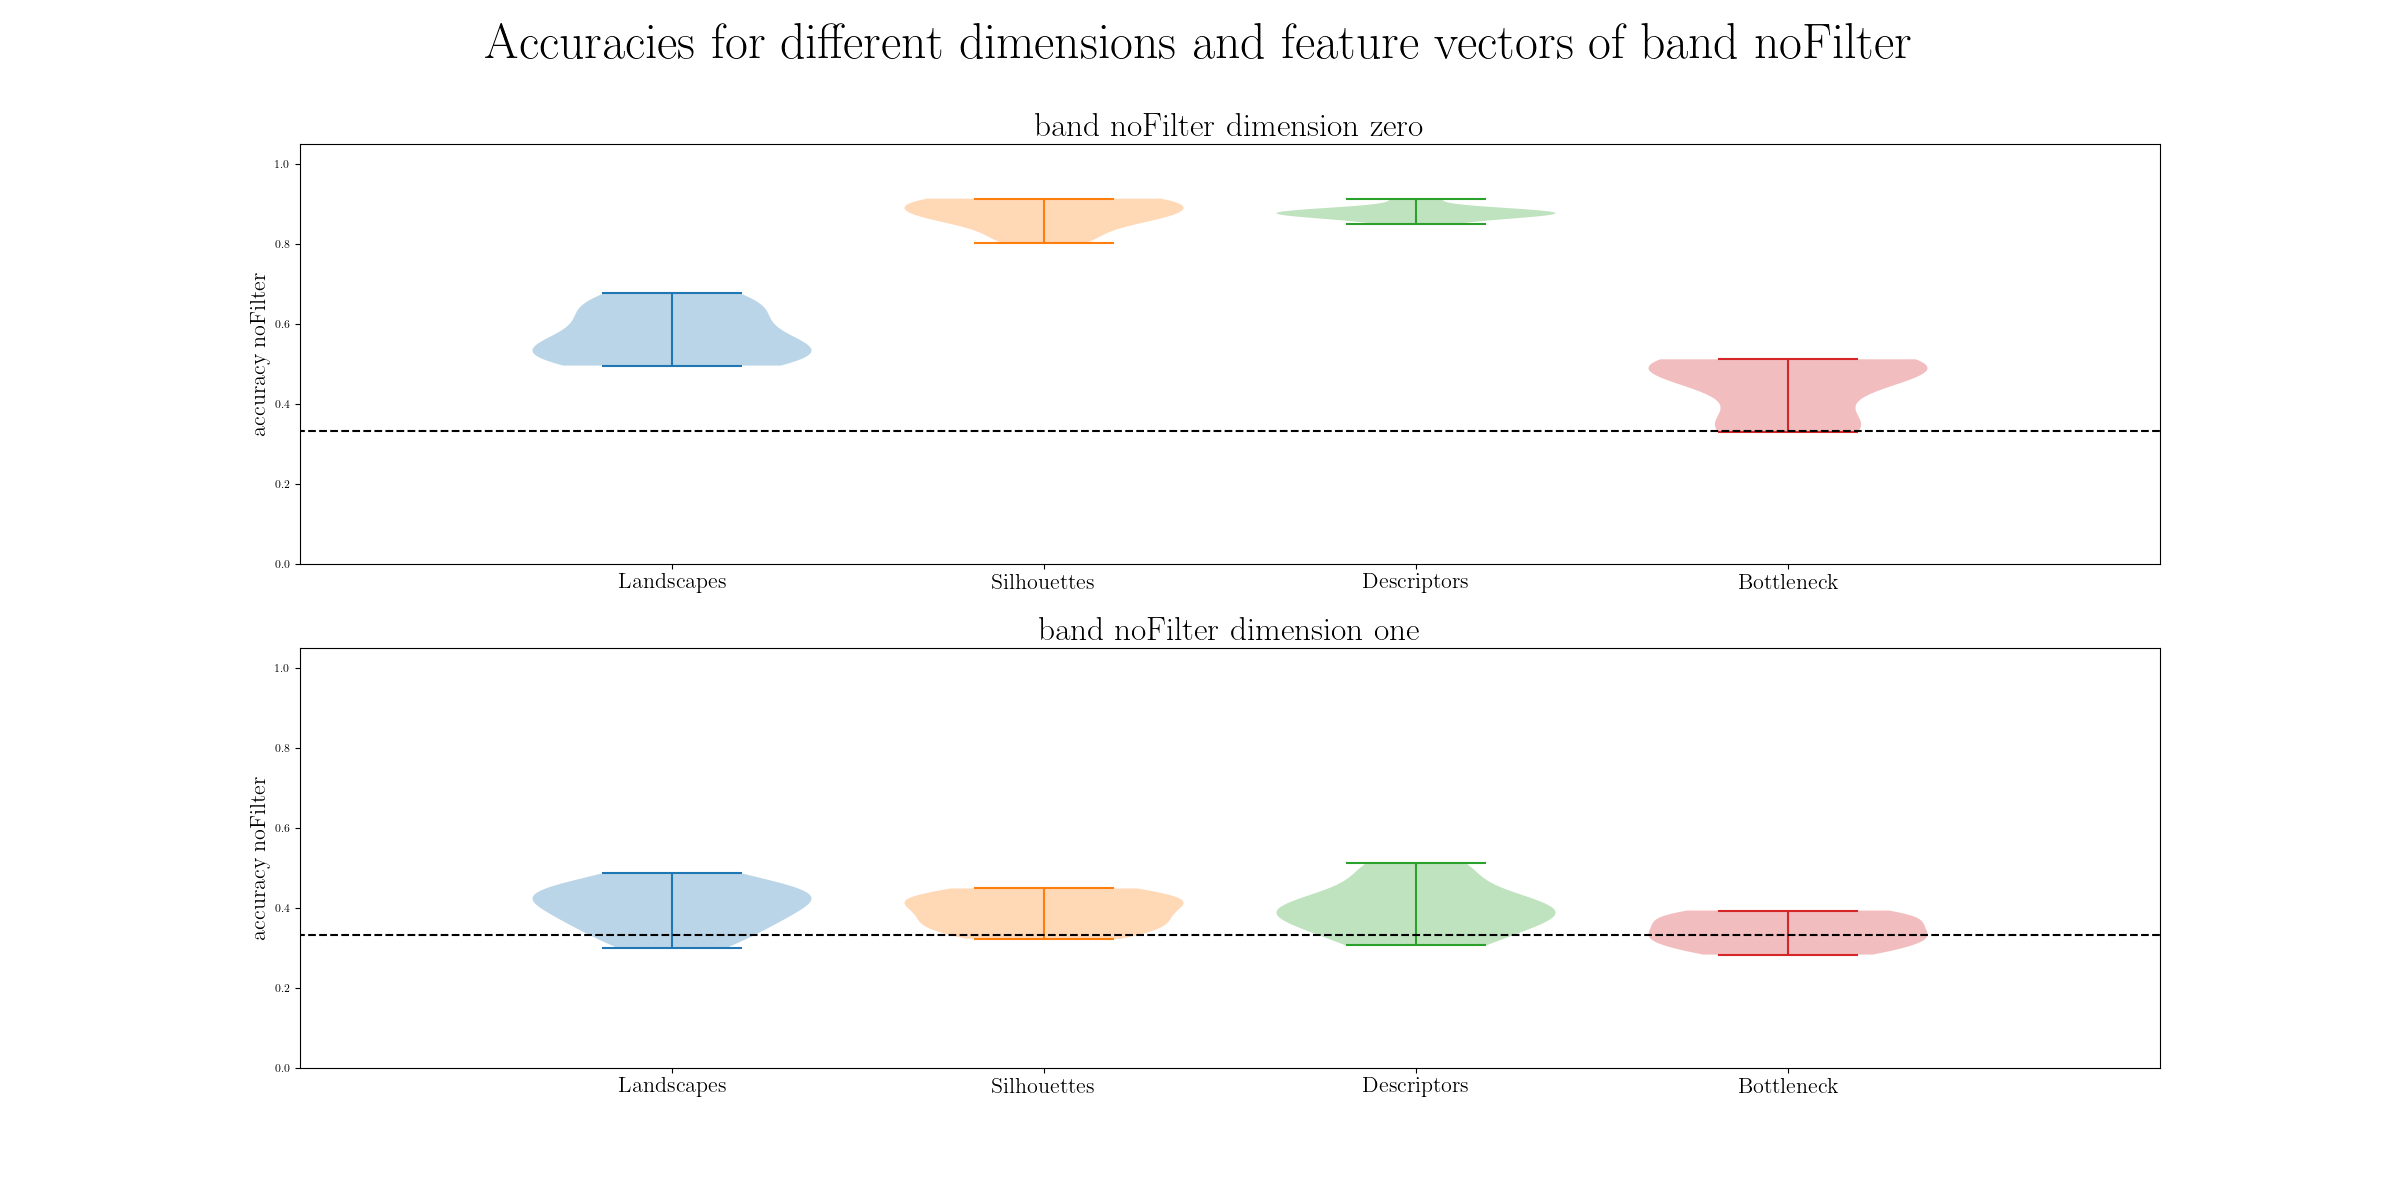 Accuracies for different dimensions and feature vectors of band noFilter
band noFilter dimension zero
accuracy noFilter
1.0
0.8
0.6
0.4
0.2
0.0
Landscapes Silhouettes Descriptors Bottleneck
band noFilter dimension one
accuracy noFilter
1.0
0.8
0.6
0.4
0.2
0.0
Landscapes Silhouettes Descriptors Bottleneck